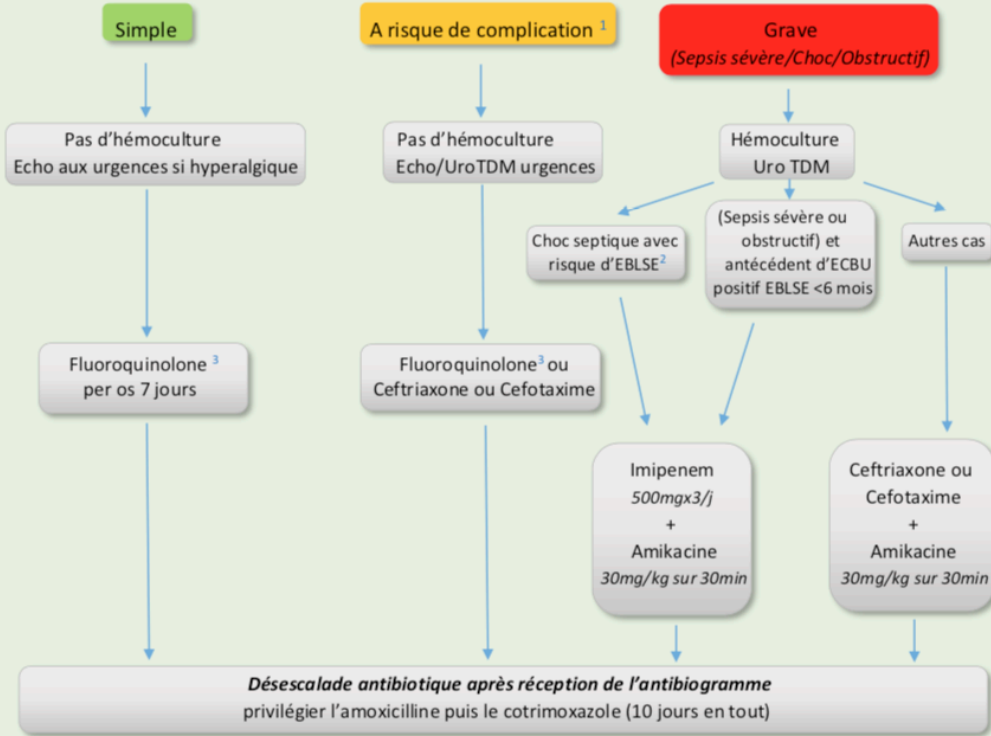 Simple
A risque de complication 1
Grave
(Sepsis sévère/Choc/Obstructif)
Pas d'hémoculture
Echo aux urgences si hyperalgique
Pas d'hémoculture
Echo/UroTDM urgences
Hémoculture
Uro TDM
Choc septique avec
risque d'EBLSE2
(Sepsis sévère ou
obstructif) et
antécédent d'ECBU
positif EBLSE <6 mois
Autres cas
Fluoroquinolone 3
per os 7 jours
Fluoroquinolone3 ou
Ceftriaxone ou Cefotaxime
Imipenem
500mgx3/j
+
Amikacine
30mg/kg sur 30min
Ceftriaxone ou
Cefotaxime
+
Amikacine
30mg/kg sur 30min
Désescalade antibiotique après réception de l'antibiogramme
privilégier l'amoxicilline puis le cotrimoxazole (10 jours en tout)